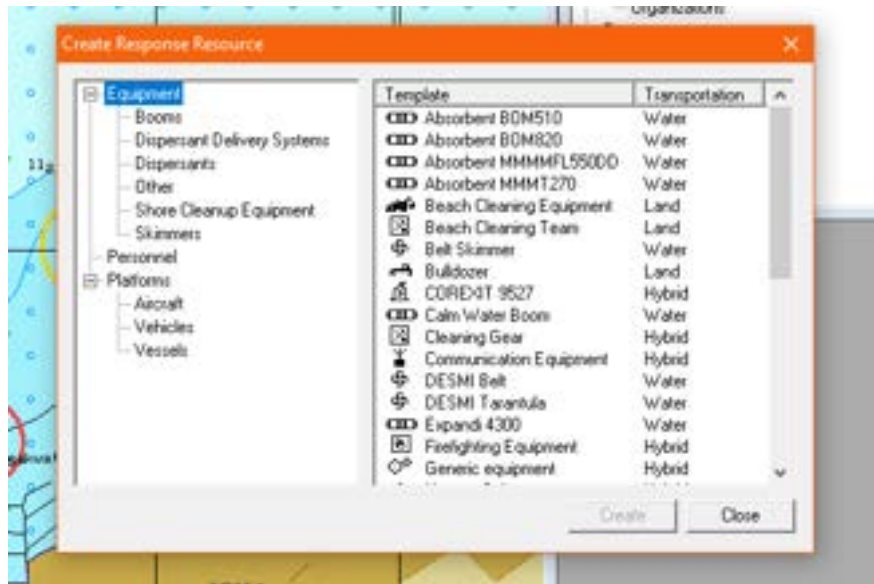 Organizations
Create Response Resource
Equipment
Booms
Dispersant Delivery Systems
Dispersants
Other
Shore Cleanup Equipment
Skimmers
Personnel
Platforms
Aircraft
Vehicles
Vessels
Template Transportation
Absorbent BOM510 Water
Absorbent BOM820 Water
Absorbent MMMMFL550DD Water
Absorbent MMMT270 Water
Beach Cleaning Equipment Land
Beach Cleaning Team Land
Belt Skimmer Water
Bulldozer Land
COREXIT 9527 Hybrid
Calm Water Boom Water
Cleaning Gear Hybrid
Communication Equipment Hybrid
DESMI Belt Water
DESMI Tarantula Water
Expandi 4300 Water
Firefighting Equipment Hybrid
Generic equipment Hybrid
Create Close